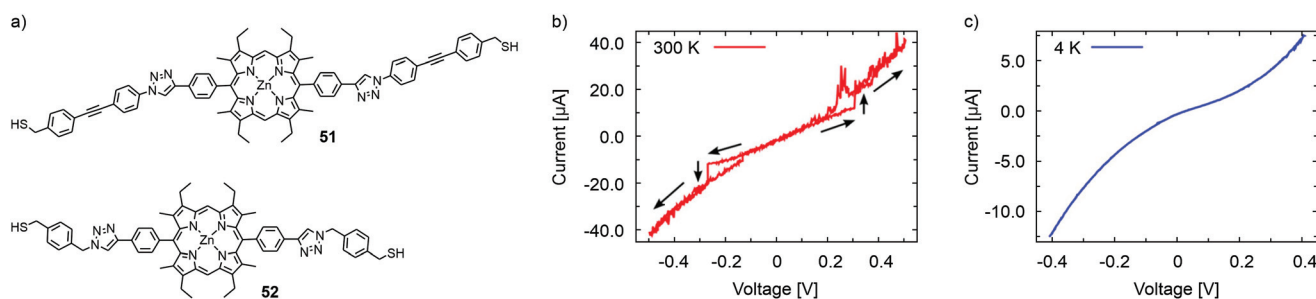 a)
SH
N=N
N
N
N
Zn
N
N
N
N
N=N
HS
51
HS
N=N
N
N
N
Zn
N
N
N
N
N=N
SH
52
b)
300 K
Current [µA]
40.0
20.0
0.0
-20.0
-40.0
-0.4
-0.2
0
0.2
0.4
Voltage [V]
c)
4 K
Current [µA]
5.0
0.0
-5.0
-10.0
-0.4
-0.2
0
0.2
0.4
Voltage [V]